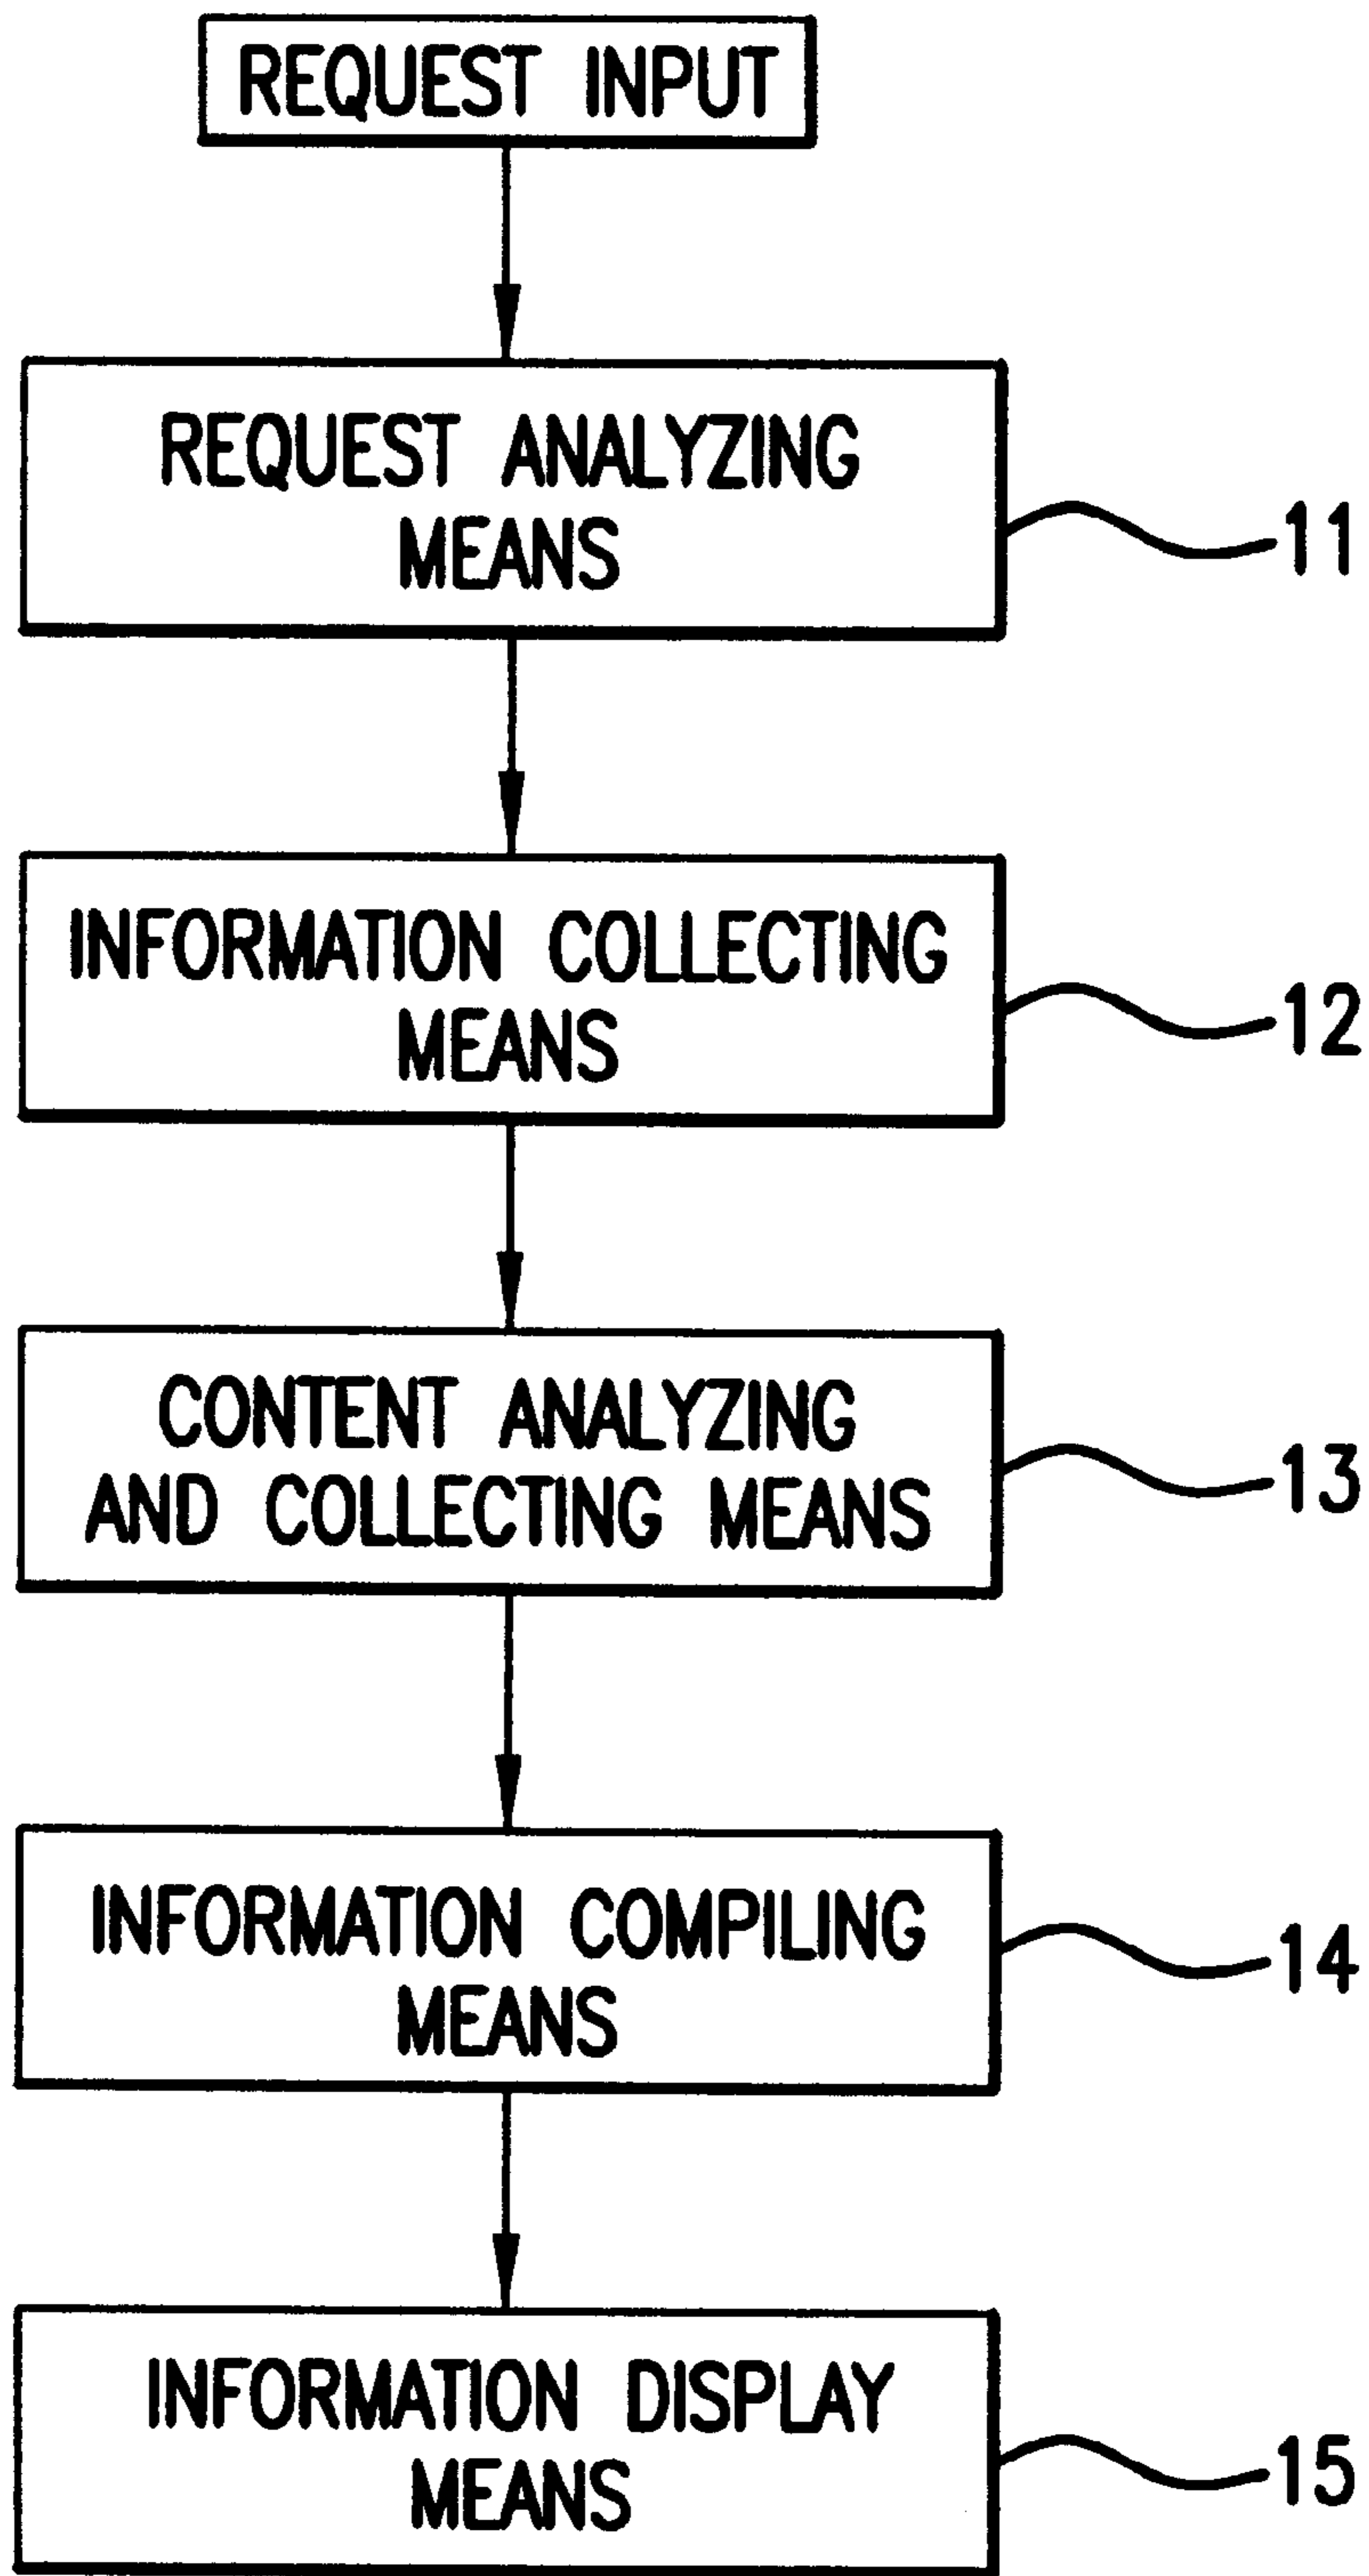 REQUEST INPUT
REQUEST ANALYZING
MEANS
11
INFORMATION COLLECTING
MEANS
12
CONTENT ANALYZING
AND COLLECTING MEANS
13
INFORMATION COMPILING
MEANS
14
INFORMATION DISPLAY
MEANS
15